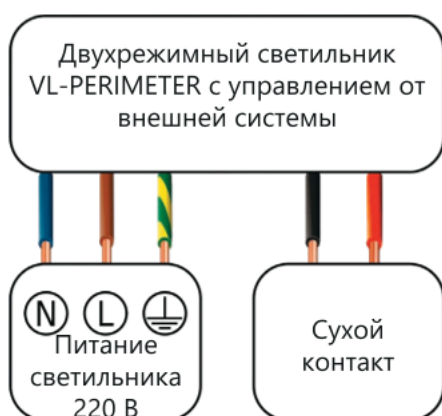 Двухрежимный светильник
VL-PERIMETER с управлением от
внешней системы
N L
Питание
светильника
220 В
Сухой
контакт